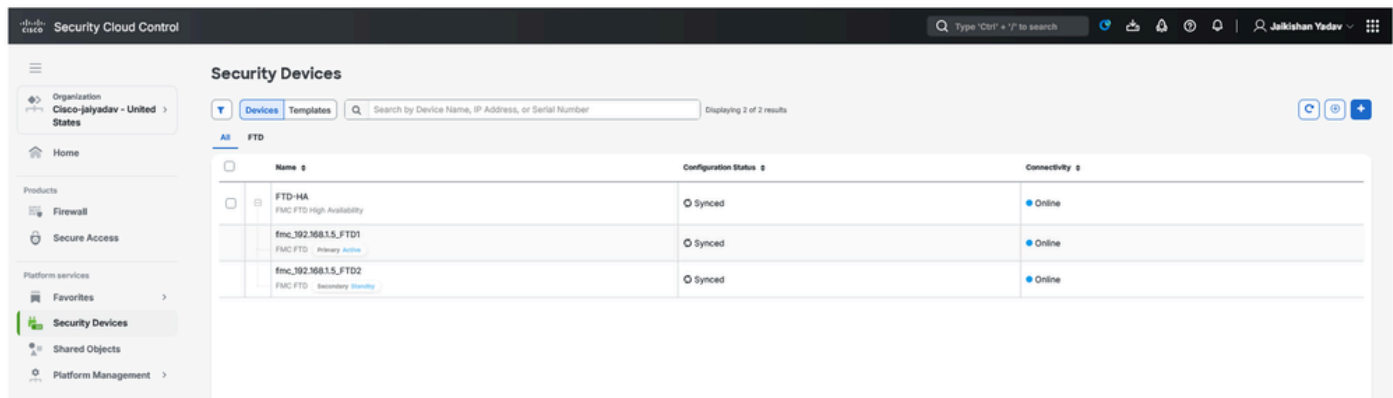 cisco Security Cloud Control
Type 'Ctrl' + '/' to search
Jaikishan Yadav
Organization
Cisco-jaiyadav - United
States
Home
Products
Firewall
Secure Access
Platform services
Favorites
Security Devices
Shared Objects
Platform Management
Security Devices
Devices Templates
Search by Device Name, IP Address, or Serial Number
Displaying 2 of 2 results
All FTD
Name Configuration Status Connectivity
FTD-HA
FMC FTD High Availability
Synced Online
fmc_192.168.1.5_FTD1
FMC FTD Primary Active
Synced Online
fmc_192.168.1.5_FTD2
FMC FTD Secondary Standby
Synced Online